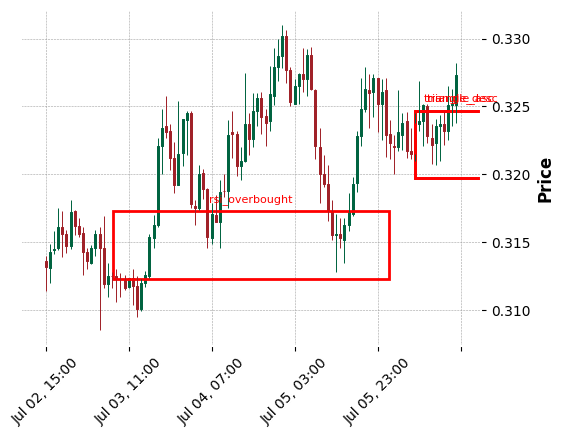 0.330
0.325
0.320
0.315
0.310
Price
rsi_overbought
Jul 02, 15:00
Jul 03, 11:00
Jul 04, 07:00
Jul 05, 03:00
Jul 05, 23:00